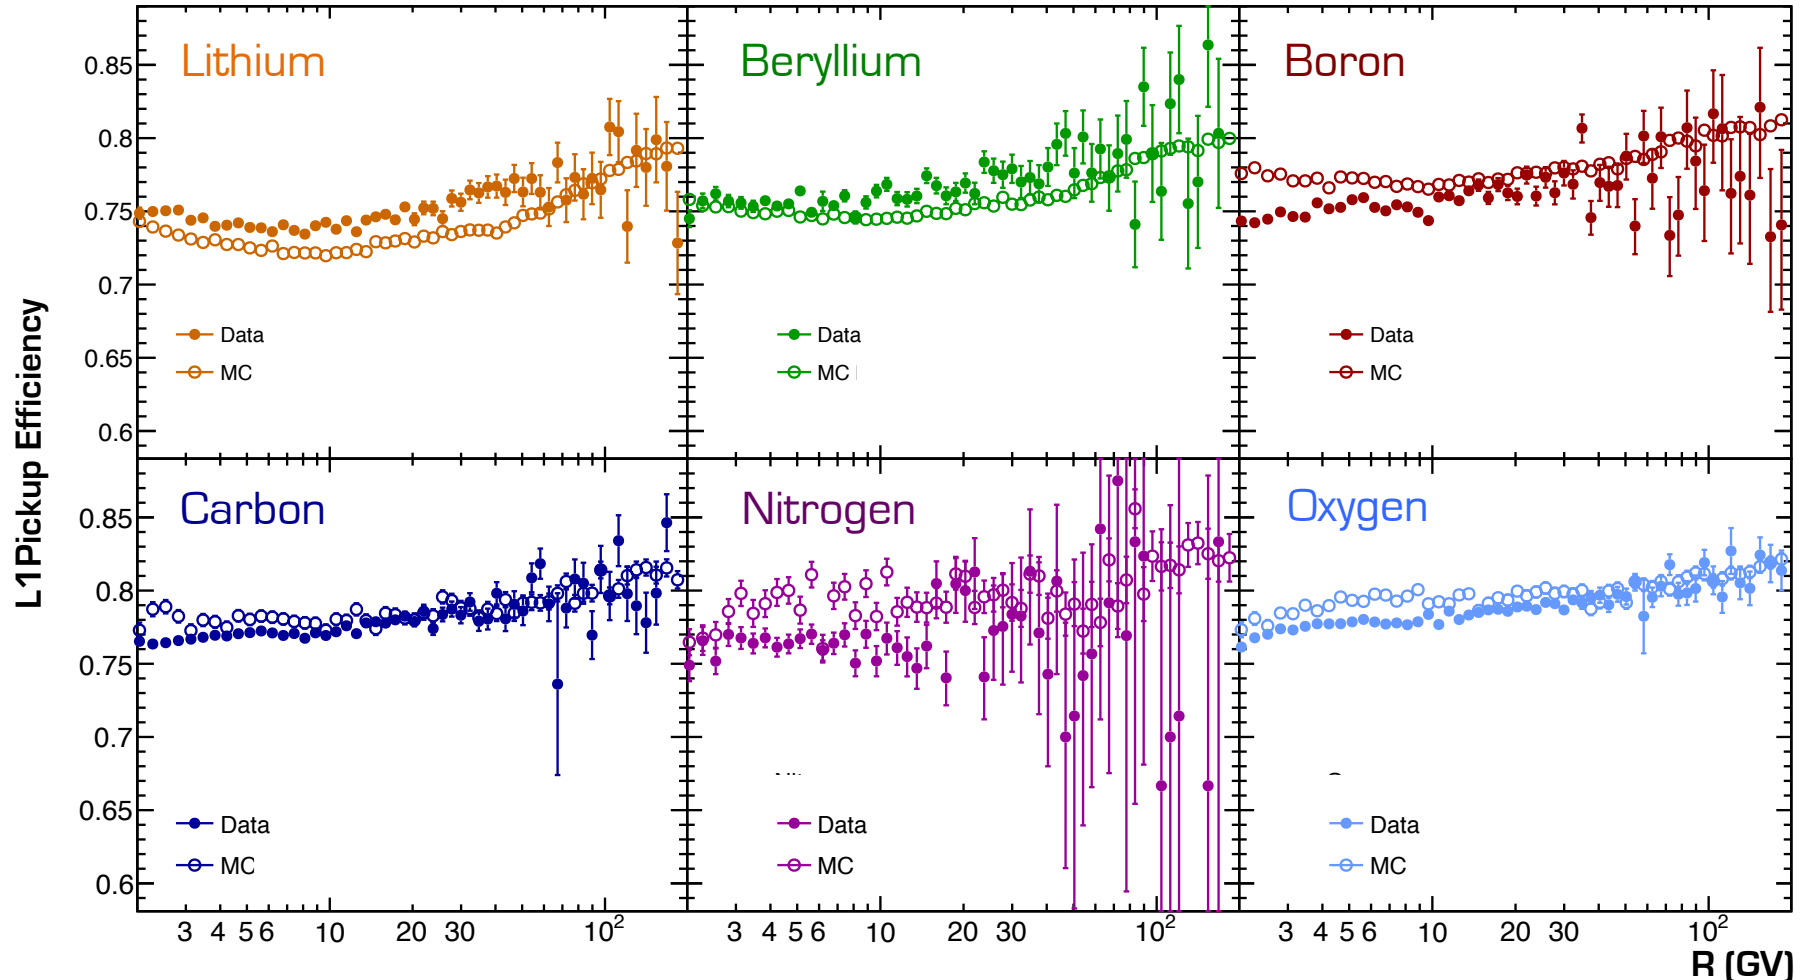 Lithium
Beryllium
Boron
0.85
0.8
0.75
0.7
0.65
0.6
Data
MC
Data
MC
Data
MC
L1Pickup Efficiency
Carbon
Nitrogen
Oxygen
0.85
0.8
0.75
0.7
0.65
0.6
Data
MC
Data
MC
Data
MC
3 4 5 6 10 20 30 10²
3 4 5 6 10 20 30 10²
3 4 5 6 10 20 30 10²
R (GV)